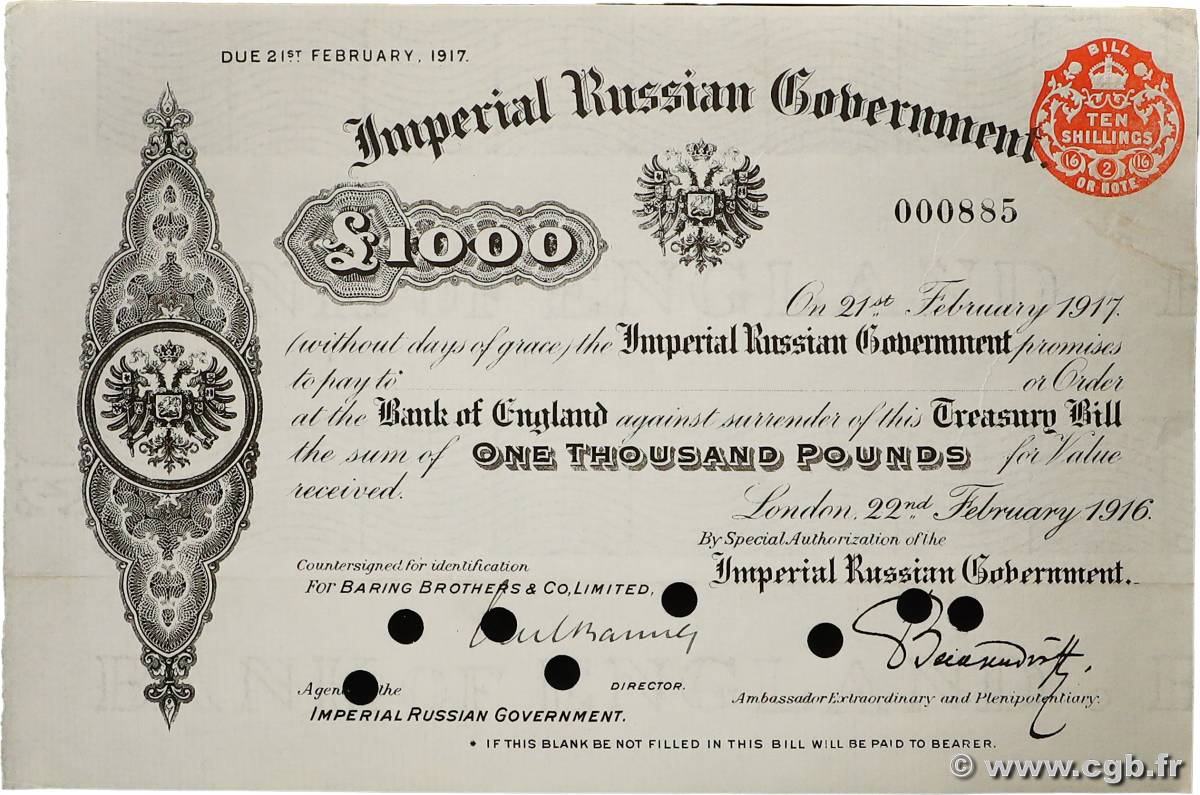 DUE 21ST FEBRUARY, 1917.
Imperial Russian Government.
BILL
TEN
SHILLINGS
16 2 16
OR NOTE
£1000
000885
On 21st February 1917.
(without days of grace) the Imperial Russian Government promises
to pay to or Order
at the Bank of England against surrender of this Treasury Bill
the sum of ONE THOUSAND POUNDS for Value
received.
London, 22nd February 1916.
By Special Authorization of the
Imperial Russian Government.
Countersigned for identification
For BARING BROTHERS & CO, LIMITED,
DIRECTOR.
the
IMPERIAL RUSSIAN GOVERNMENT.
Ambassador Extraordinary and Plenipotentiary.
* IF THIS BLANK BE NOT FILLED IN THIS BILL WILL BE PAID TO BEARER.
© www.cgb.fr